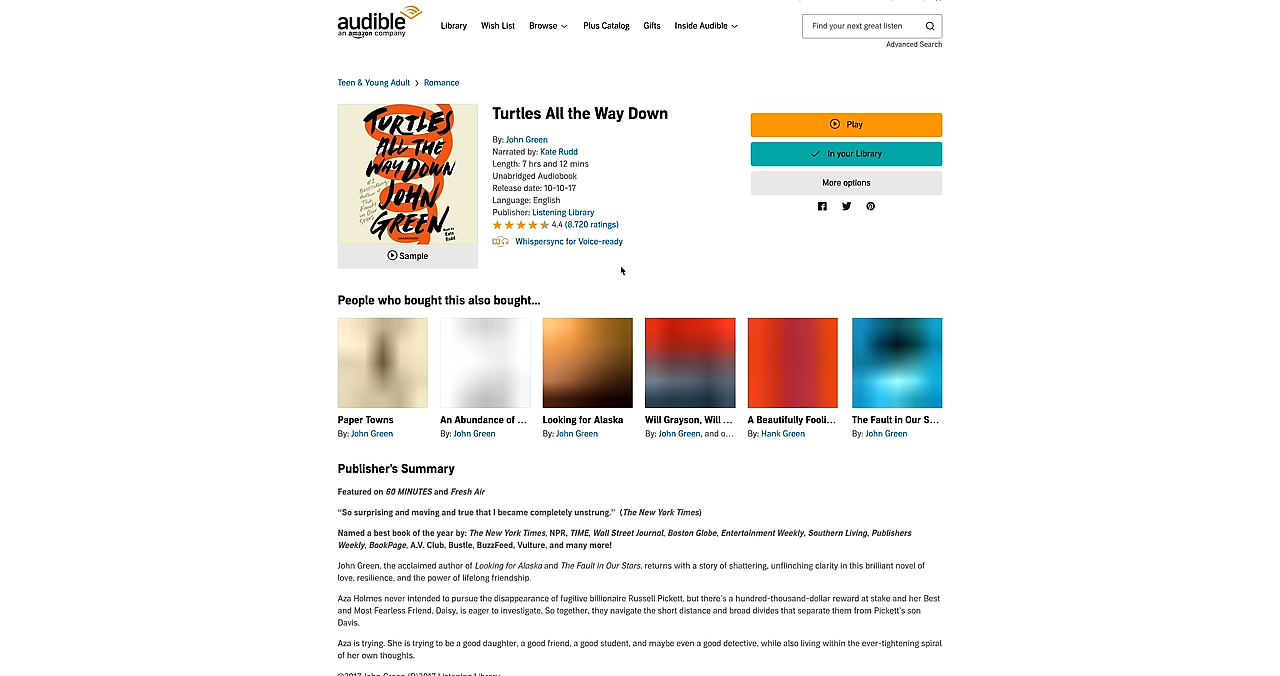 audible
an amazon company
Library Wish List Browse Plus Catalog Gifts Inside Audible
Find your next great listen
Advanced Search
Teen & Young Adult > Romance
TURTLES
ALL THE
WAY DOWN
JOHN
GREEN
Sample
Turtles All the Way Down
By: John Green
Narrated by: Kate Rudd
Length: 7 hrs and 12 mins
Unabridged Audiobook
Release date: 10-10-17
Language: English
Publisher: Listening Library
4.4 (8,720 ratings)
Whispersync for Voice-ready
Play
In your Library
More options
People who bought this also bought...
Paper Towns
By: John Green
An Abundance of ...
By: John Green
Looking for Alaska
By: John Green
Will Grayson, Will ...
By: John Green, and o...
A Beautifully Fooli...
By: Hank Green
The Fault in Our S...
By: John Green
Publisher's Summary
Featured on 60 MINUTES and Fresh Air
“So surprising and moving and true that I became completely unstrung.” (The New York Times)
Named a best book of the year by: The New York Times, NPR, TIME, Wall Street Journal, Boston Globe, Entertainment Weekly, Southern Living, Publishers
Weekly, BookPage, A.V. Club, Bustle, BuzzFeed, Vulture, and many more!
John Green, the acclaimed author of Looking for Alaska and The Fault in Our Stars, returns with a story of shattering, unflinching clarity in this brilliant novel of
love, resilience, and the power of lifelong friendship.
Aza Holmes never intended to pursue the disappearance of fugitive billionaire Russell Pickett, but there's a hundred-thousand-dollar reward at stake and her Best
and Most Fearless Friend, Daisy, is eager to investigate. So together, they navigate the short distance and broad divides that separate them from Pickett's son
Davis.
Aza is trying. She is trying to be a good daughter, a good friend, a good student, and maybe even a good detective, while also living within the ever-tightening spiral
of her own thoughts.
©2017 John Green (P)2017 Listening Library